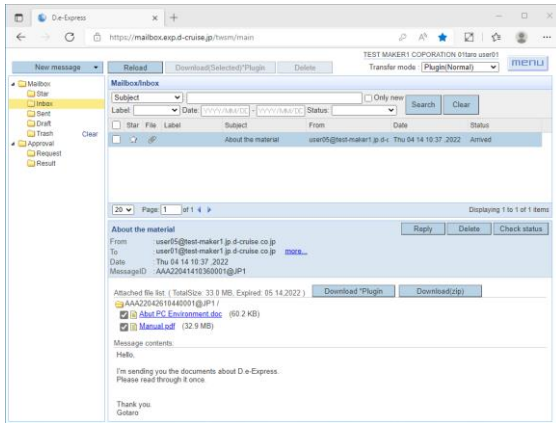 D.e-Express
https://mailbox.exp.d-cruise.jp/twsm/main
TEST MAKER1 COPORATION 01taro user01
New message Reload Download(Selected)*Plugin Delete Transfer mode : Plugin(Normal) menu
Mailbox
Star
Inbox
Sent
Draft
Trash Clear
Approval
Request
Result
Mailbox/Inbox
Subject Only new Search Clear
Label: Date: YYYY/MM/DD - YYYY/MM/DD Status:
Star File Label Subject From Date Status
About the material user05@test-maker1.jp.d-c Thu 04 14 10:37 ,2022 Arrived
20 Page: 1 of 1 Displaying 1 to 1 of 1 items
About the material Reply Delete Check status
From : user05@test-maker1.jp.d-cruise.co.jp
To : user01@test-maker1.jp.d-cruise.co.jp more...
Date : Thu 04 14 10:37 ,2022
MessageID : AAA22041410360001@JP1
Attached file list ( TotalSize: 33.0 MB, Expired: 05.14,2022 ) Download *Plugin Download(zip)
AAA22042610440001@JP1 /
Abut PC Environment.doc (60.2 KB)
Manual.pdf (32.9 MB)
Message contents:
Hello,
I'm sending you the documents about D.e-Express.
Please read through it once.
Thank you
Gotaro